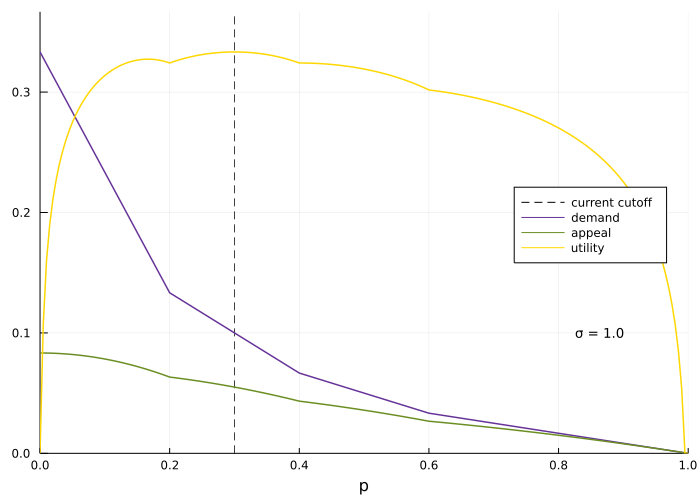 0.3
0.2
0.1
0.0
current cutoff
demand
appeal
utility
σ = 1.0
0.0 0.2 0.4 0.6 0.8 1.0
p